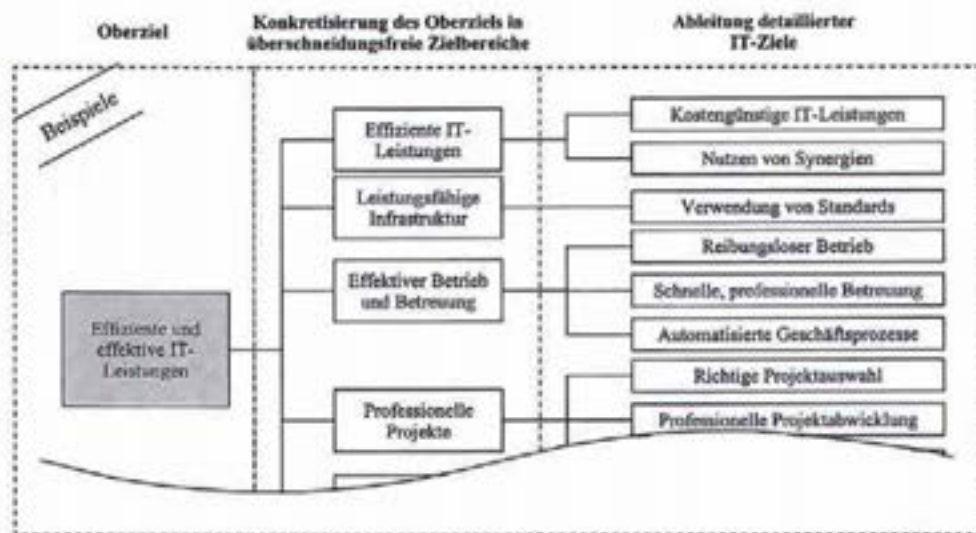 Oberziel
Konkretisierung des Oberziels in
überschneidungsfreie Zielbereiche
Ableitung detaillierter
IT-Ziele
Beispiele
Effiziente und
effektive IT-
Leistungen
Effiziente IT-
Leistungen
Leistungsfähige
Infrastruktur
Effektiver Betrieb
und Betreuung
Professionelle
Projekte
Kostengünstige IT-Leistungen
Nutzen von Synergien
Verwendung von Standards
Reibungsloser Betrieb
Schnelle, professionelle Betreuung
Automatisierte Geschäftsprozesse
Richtige Projektauswahl
Professionelle Projektabwicklung